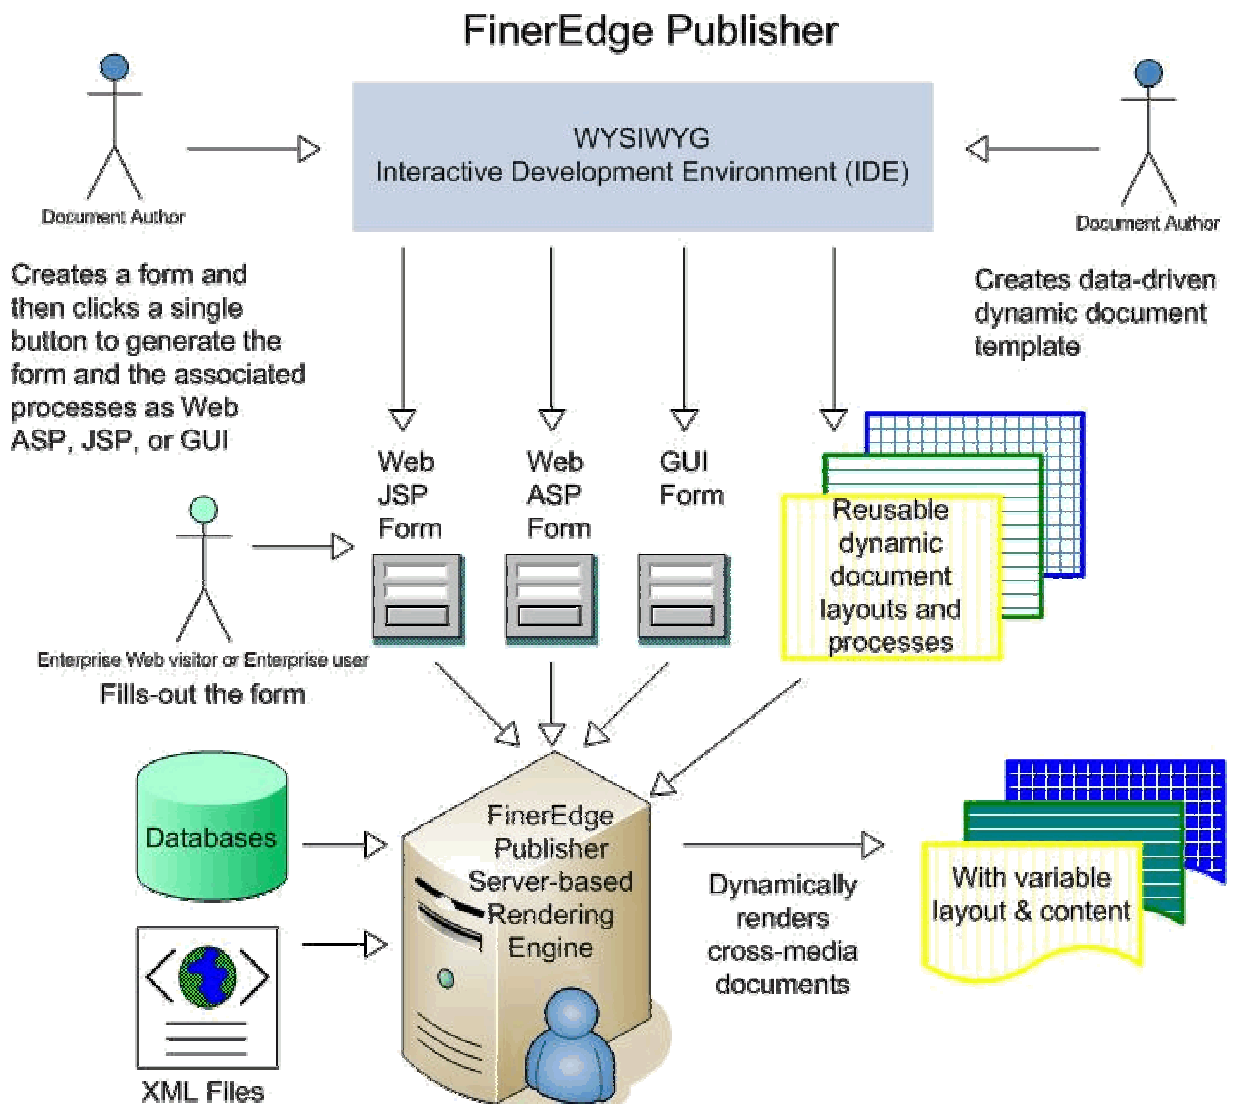 FinerEdge Publisher
WYSIWYG
Interactive Development Environment (IDE)
Document Author
Document Author
Creates a form and
then clicks a single
button to generate the
form and the associated
processes as Web
ASP, JSP, or GUI
Creates data-driven
dynamic document
template
Web
JSP
Form
Web
ASP
Form
GUI
Form
Reusable
dynamic
document
layouts and
processes
Enterprise Web visitor or Enterprise user
Fills-out the form
Databases
XML Files
FinerEdge
Publisher
Server-based
Rendering
Engine
Dynamically
renders
cross-media
documents
With variable
layout & content